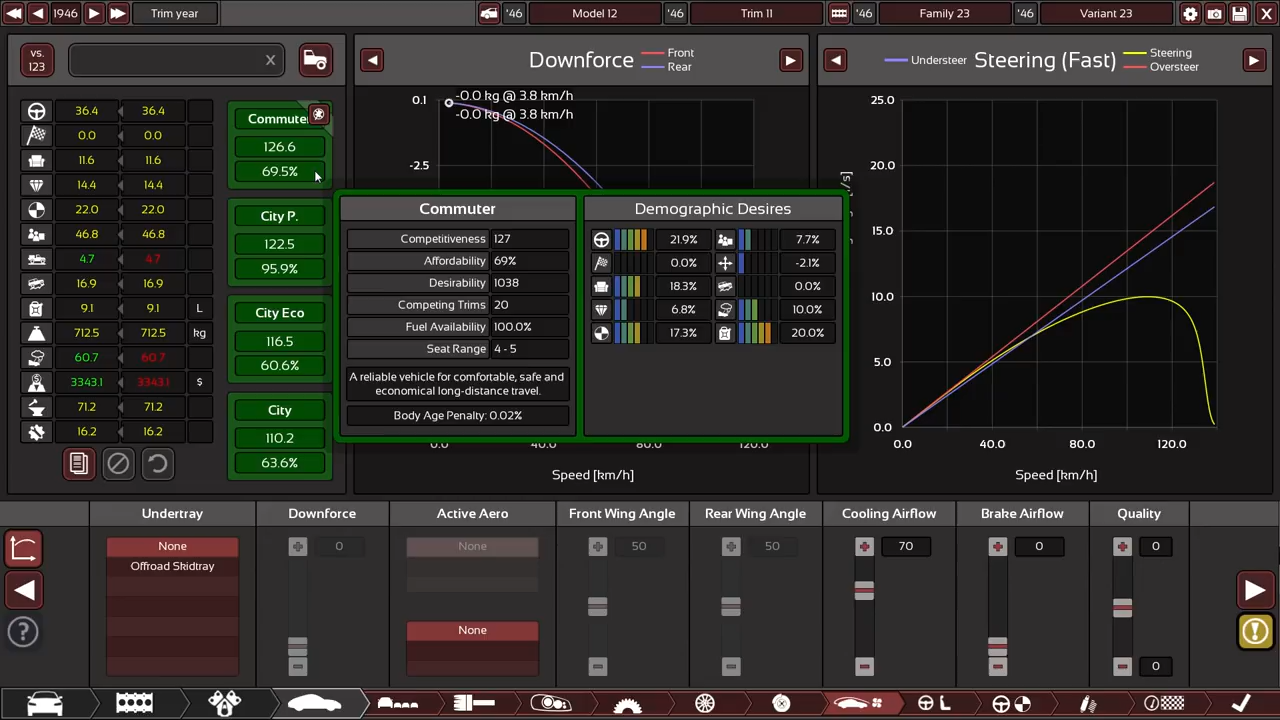 1946
Trim year
'46
Model 12
'46
Trim 11
'46
Family 23
'46
Variant 23
vs.
123
X
36.4 36.4
0.0 0.0
11.6 11.6
14.4 14.4
22.0 22.0
46.8 46.8
4.7 4.7
16.9 16.9
9.1 9.1 L
712.5 712.5 kg
60.7 60.7
3343.1 3343.1 $
71.2 71.2
16.2 16.2
Commuter
126.6
69.5%
City P.
122.5
95.9%
City Eco
116.5
60.6%
City
110.2
63.6%
Downforce
Front
Rear
0.1
-2.5
-0.0 kg @ 3.8 km/h
-0.0 kg @ 3.8 km/h
0.0 40.0 80.0 120.0
Speed [km/h]
Commuter
Competitiveness 127
Affordability 69%
Desirability 1038
Competing Trims 20
Fuel Availability 100.0%
Seat Range 4 - 5
A reliable vehicle for comfortable, safe and
economical long-distance travel.
Body Age Penalty: 0.02%
Demographic Desires
21.9% 7.7%
0.0% -2.1%
18.3% 0.0%
6.8% 10.0%
17.3% 20.0%
Understeer
Steering (Fast)
Steering
Oversteer
25.0
20.0
15.0
10.0
5.0
0.0
0.0 40.0 80.0 120.0
Speed [km/h]
Undertray
None
Offroad Skidtray
Downforce
0
Active Aero
None
None
Front Wing Angle
50
Rear Wing Angle
50
Cooling Airflow
70
Brake Airflow
0
Quality
0
0